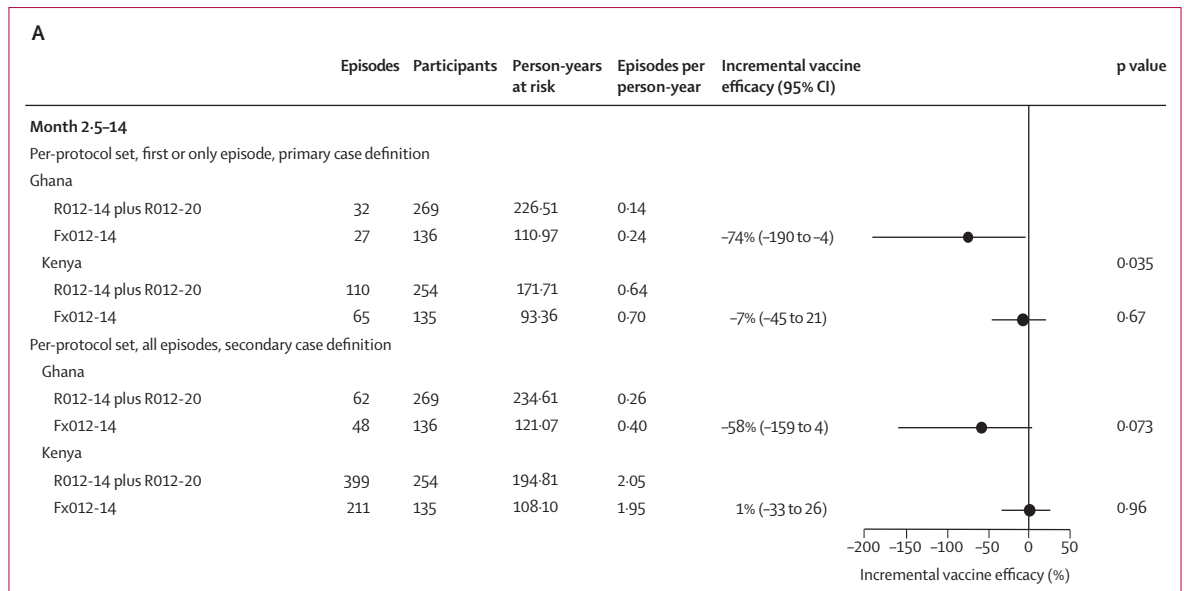 A
Episodes Participants Person-years at risk Episodes per person-year Incremental vaccine efficacy (95% CI) p value
Month 2·5–14
Per-protocol set, first or only episode, primary case definition
Ghana
R012-14 plus R012-20 32 269 226·51 0·14
Fx012-14 27 136 110·97 0·24 –74% (–190 to –4)
Kenya 0·035
R012-14 plus R012-20 110 254 171·71 0·64
Fx012-14 65 135 93·36 0·70 –7% (–45 to 21) 0·67
Per-protocol set, all episodes, secondary case definition
Ghana
R012-14 plus R012-20 62 269 234·61 0·26
Fx012-14 48 136 121·07 0·40 –58% (–159 to 4) 0·073
Kenya
R012-14 plus R012-20 399 254 194·81 2·05
Fx012-14 211 135 108·10 1·95 1% (–33 to 26) 0·96
–200 –150 –100 –50 0 50
Incremental vaccine efficacy (%)